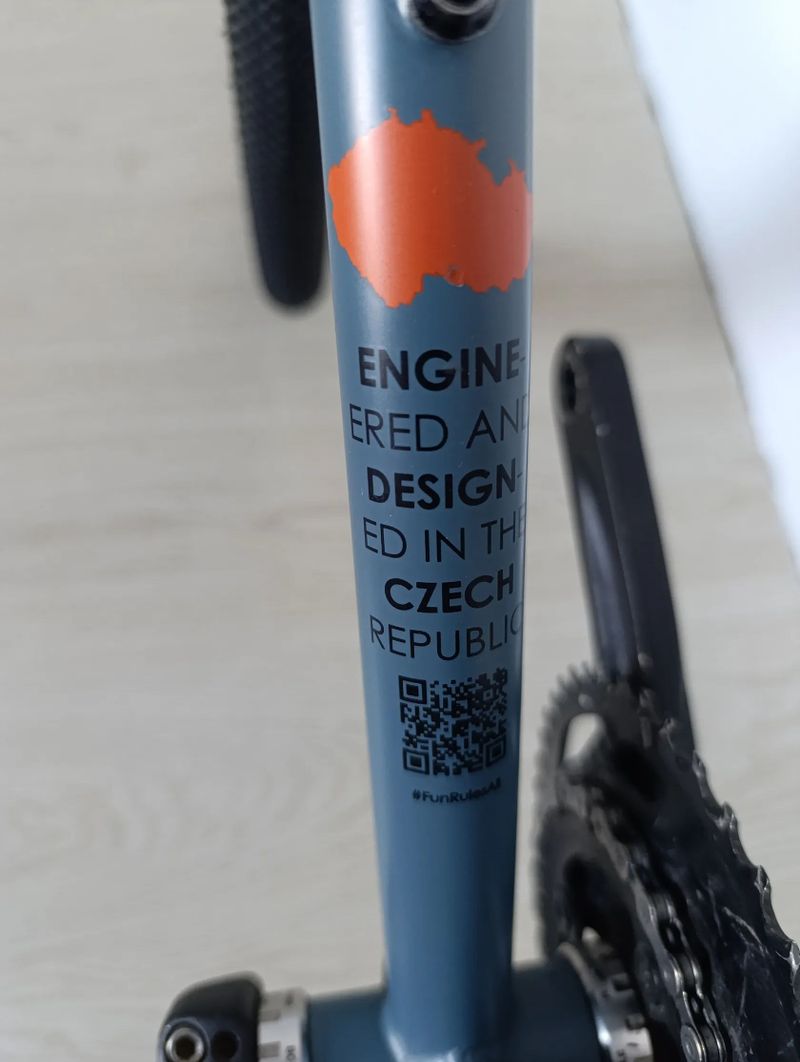 ENGINE-
ERED AND
DESIGN-
ED IN THE
CZECH
REPUBLIC
#FunRulesAll